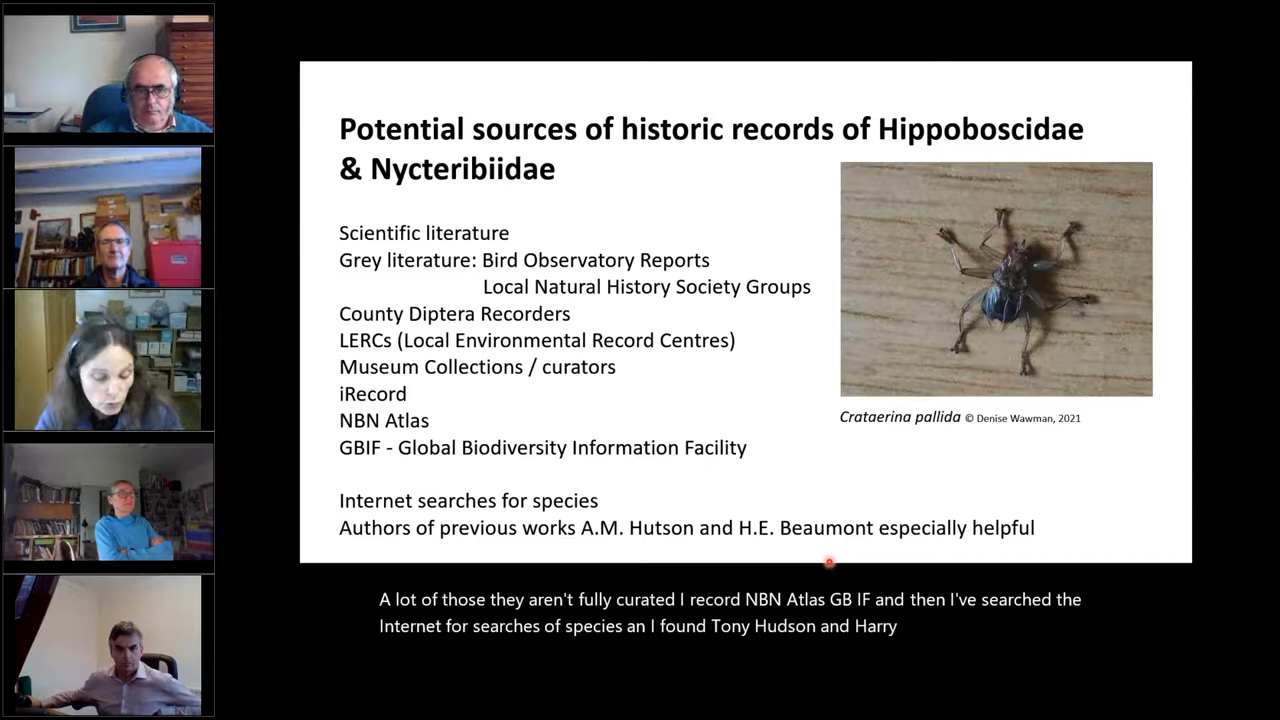 Potential sources of historic records of Hippoboscidae
& Nycteribiidae
Scientific literature
Grey literature: Bird Observatory Reports
Local Natural History Society Groups
County Diptera Recorders
LERCs (Local Environmental Record Centres)
Museum Collections / curators
iRecord
NBN Atlas
GBIF - Global Biodiversity Information Facility
Crataerina pallida © Denise Wawman, 2021
Internet searches for species
Authors of previous works A.M. Hutson and H.E. Beaumont especially helpful
A lot of those they aren't fully curated I record NBN Atlas GB IF and then I've searched the
Internet for searches of species an I found Tony Hudson and Harry